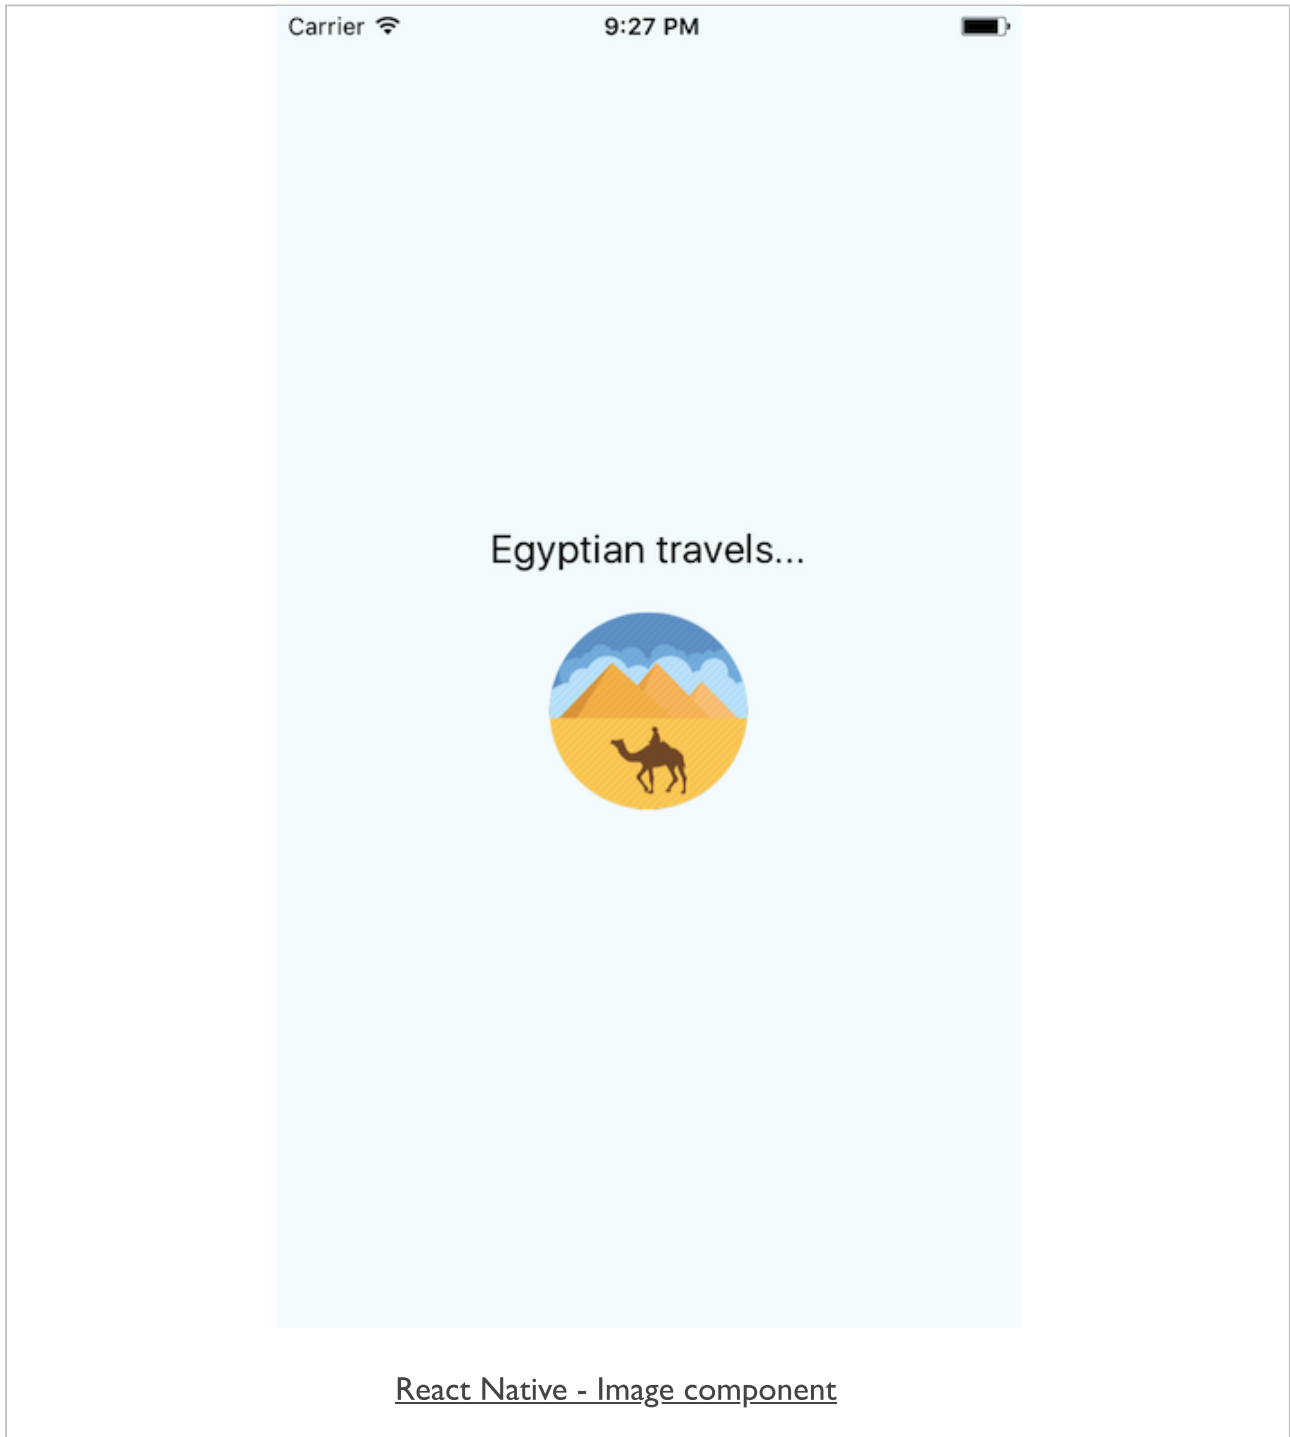 Carrier 9:27 PM
Egyptian travels...
React Native - Image component